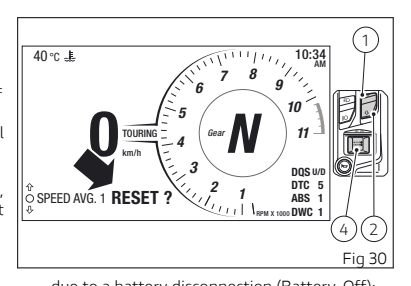 1
40 °C
10:34
AM
6 7 8 9 10 11
5
4
3
2
1
0
TOURING
km/h
Gear N
DQS U/D
DTC 5
ABS 1
DWC 1
RPM X 1000
SPEED AVG. 1 RESET ?
4 2
Fig 30
due to a battery disconnection (Battery-Off);